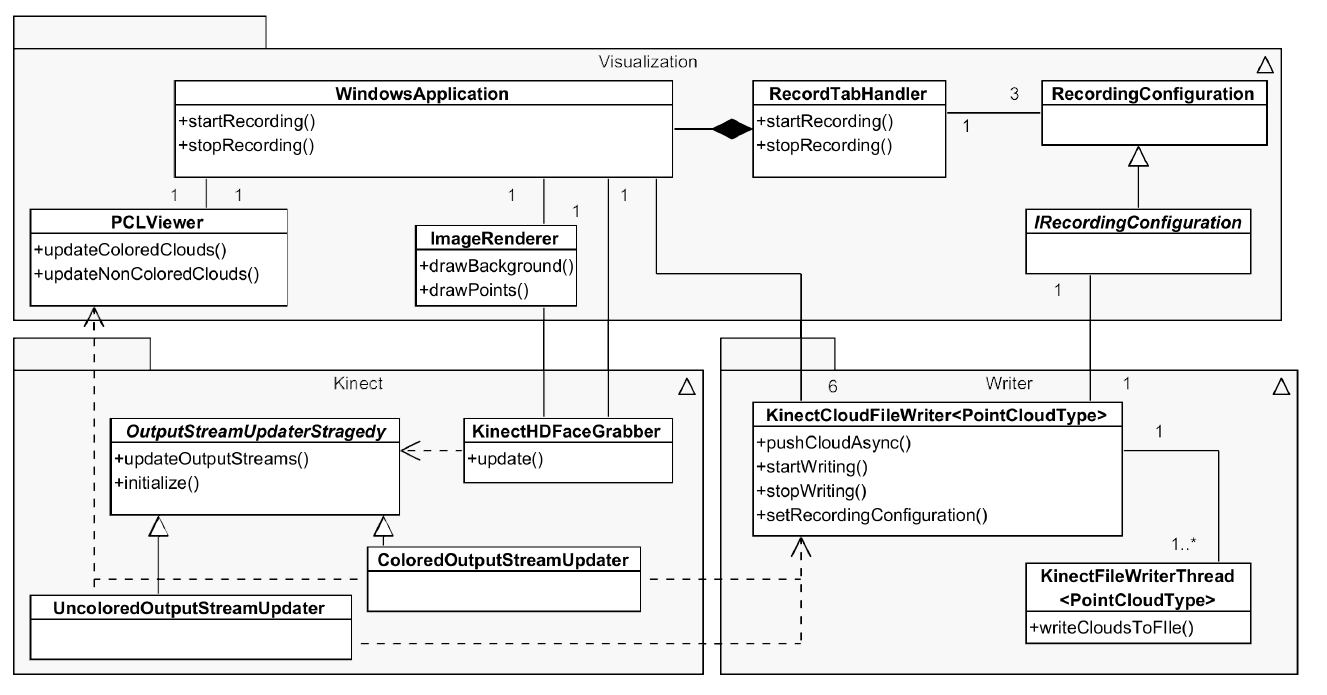 Visualization
WindowsApplication
+startRecording()
+stopRecording()
RecordTabHandler
+startRecording()
+stopRecording()
1
3
RecordingConfiguration
1
1
PCLViewer
+updateColoredClouds()
+updateNonColoredClouds()
1
1
ImageRenderer
+drawBackground()
+drawPoints()
1
IRecordingConfiguration
1
Kinect
OutputStreamUpdaterStragedy
+updateOutputStreams()
+initialize()
KinectHDFaceGrabber
+update()
ColoredOutputStreamUpdater
UncoloredOutputStreamUpdater
Writer
6
1
KinectCloudFileWriter<PointCloudType>
+pushCloudAsync()
+startWriting()
+stopWriting()
+setRecordingConfiguration()
1
1..*
KinectFileWriterThread
<PointCloudType>
+writeCloudsToFIle()